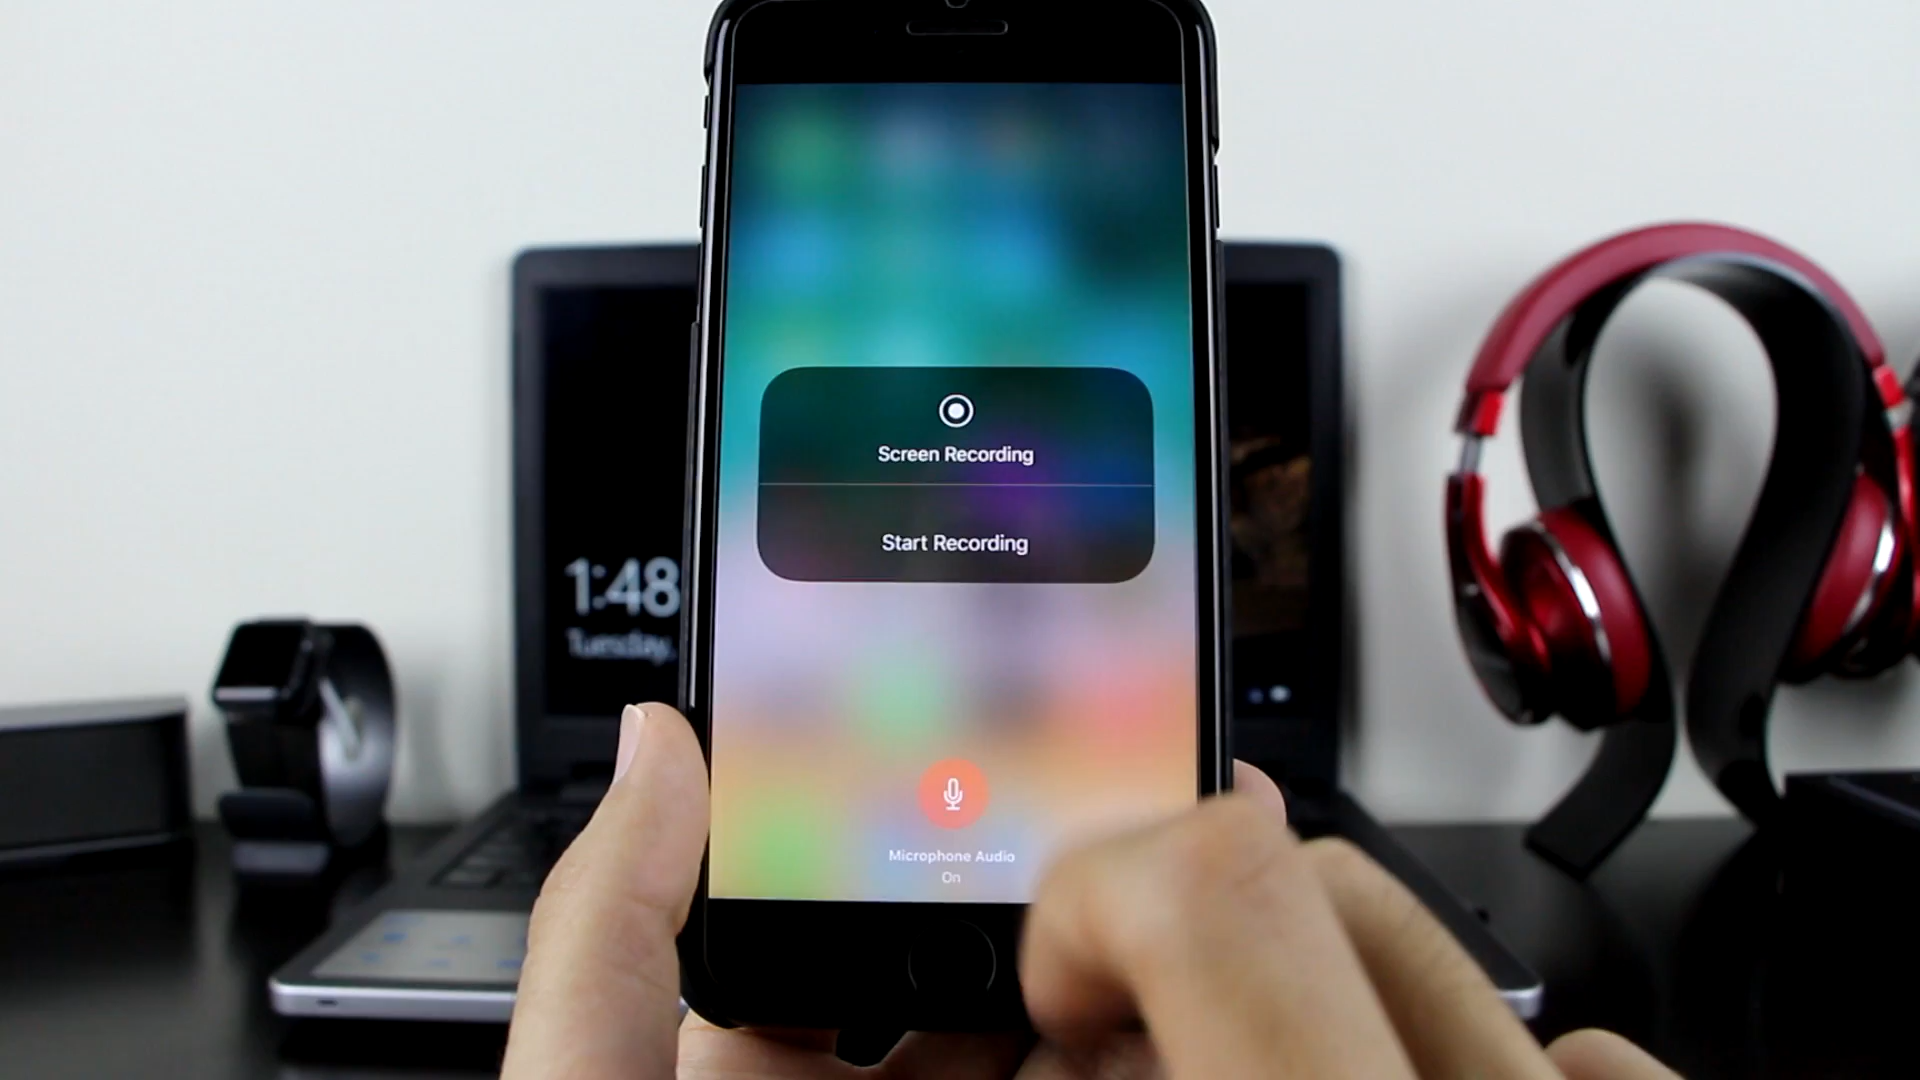 Screen Recording
Start Recording
1:48
Tuesday,
Microphone Audio
On